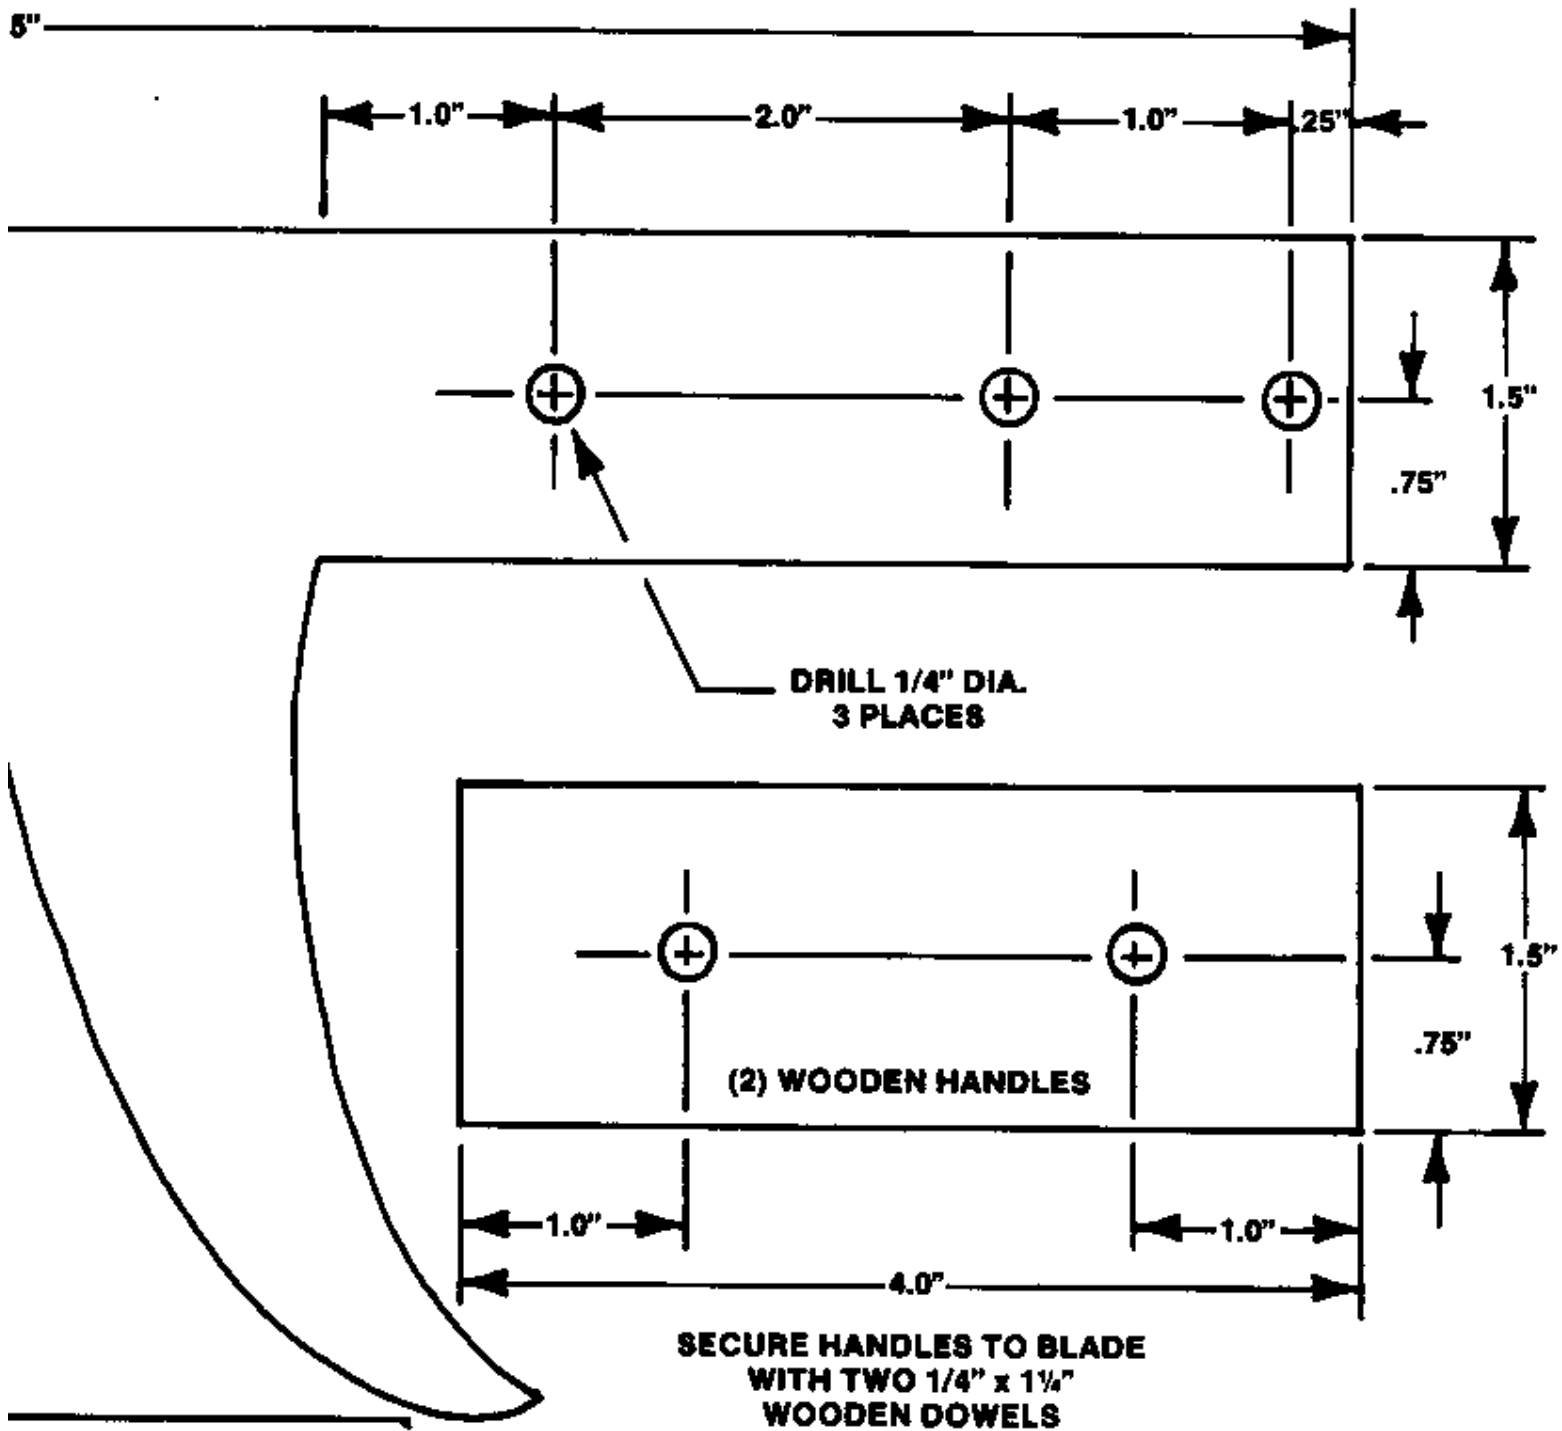 5"
1.0"
2.0"
1.0"
.25"
1.5"
.75"
DRILL 1/4" DIA.
3 PLACES
1.5"
.75"
(2) WOODEN HANDLES
1.0"
1.0"
4.0"
SECURE HANDLES TO BLADE
WITH TWO 1/4" x 1¼"
WOODEN DOWELS